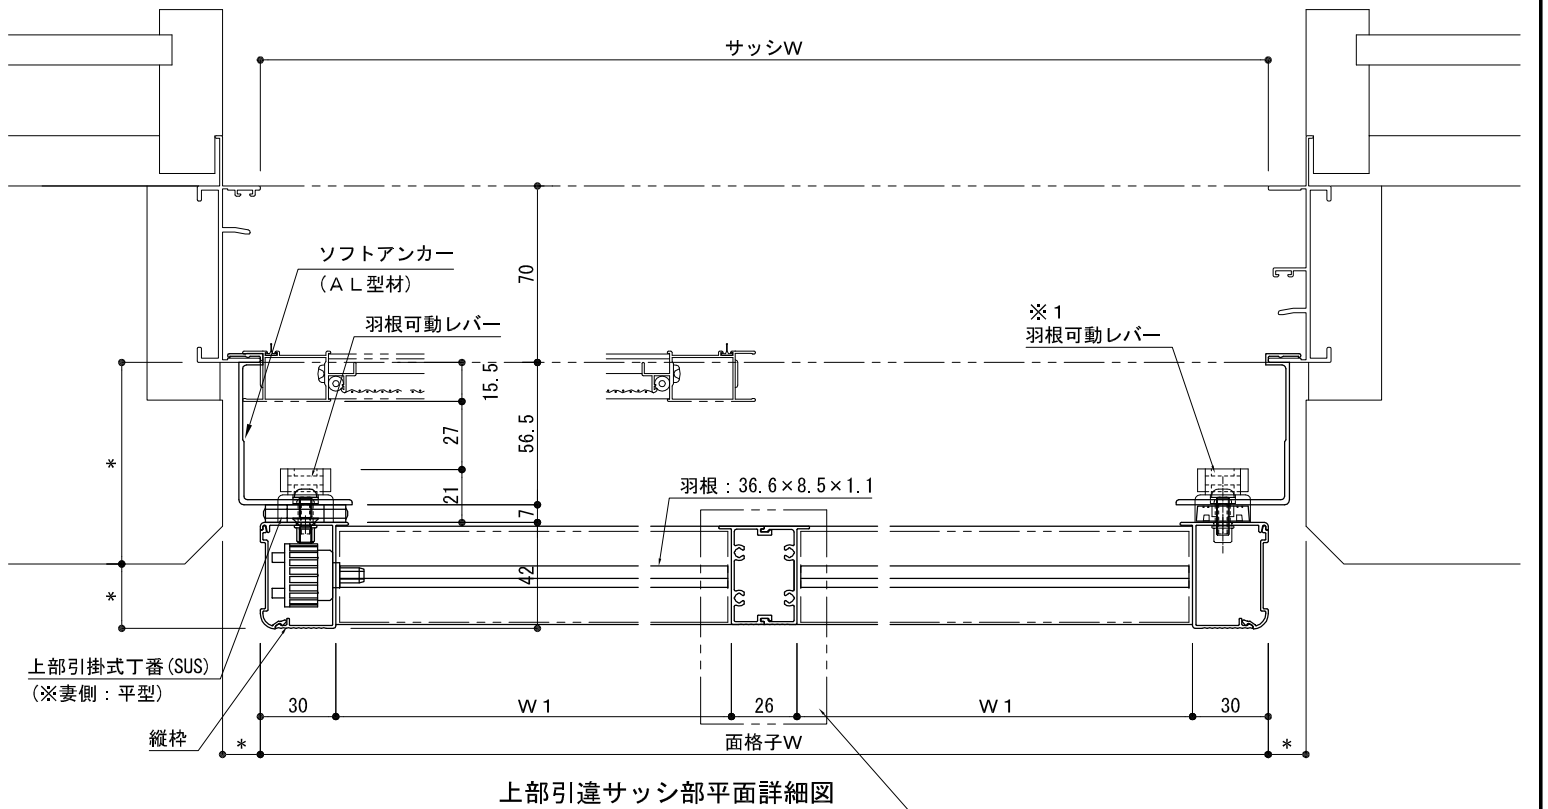 サッシW
ソフトアンカー
(AL型材)
70
羽根可動レバー
※1
羽根可動レバー
15.5
56.5
27
*
21
羽根:36.6×8.5×1.1
7
42
*
上部引掛式丁番(SUS)
(※妻側:平型)
30
W1
26
W1
30
縦枠
*
面格子W
*
上部引違サッシ部平面詳細図